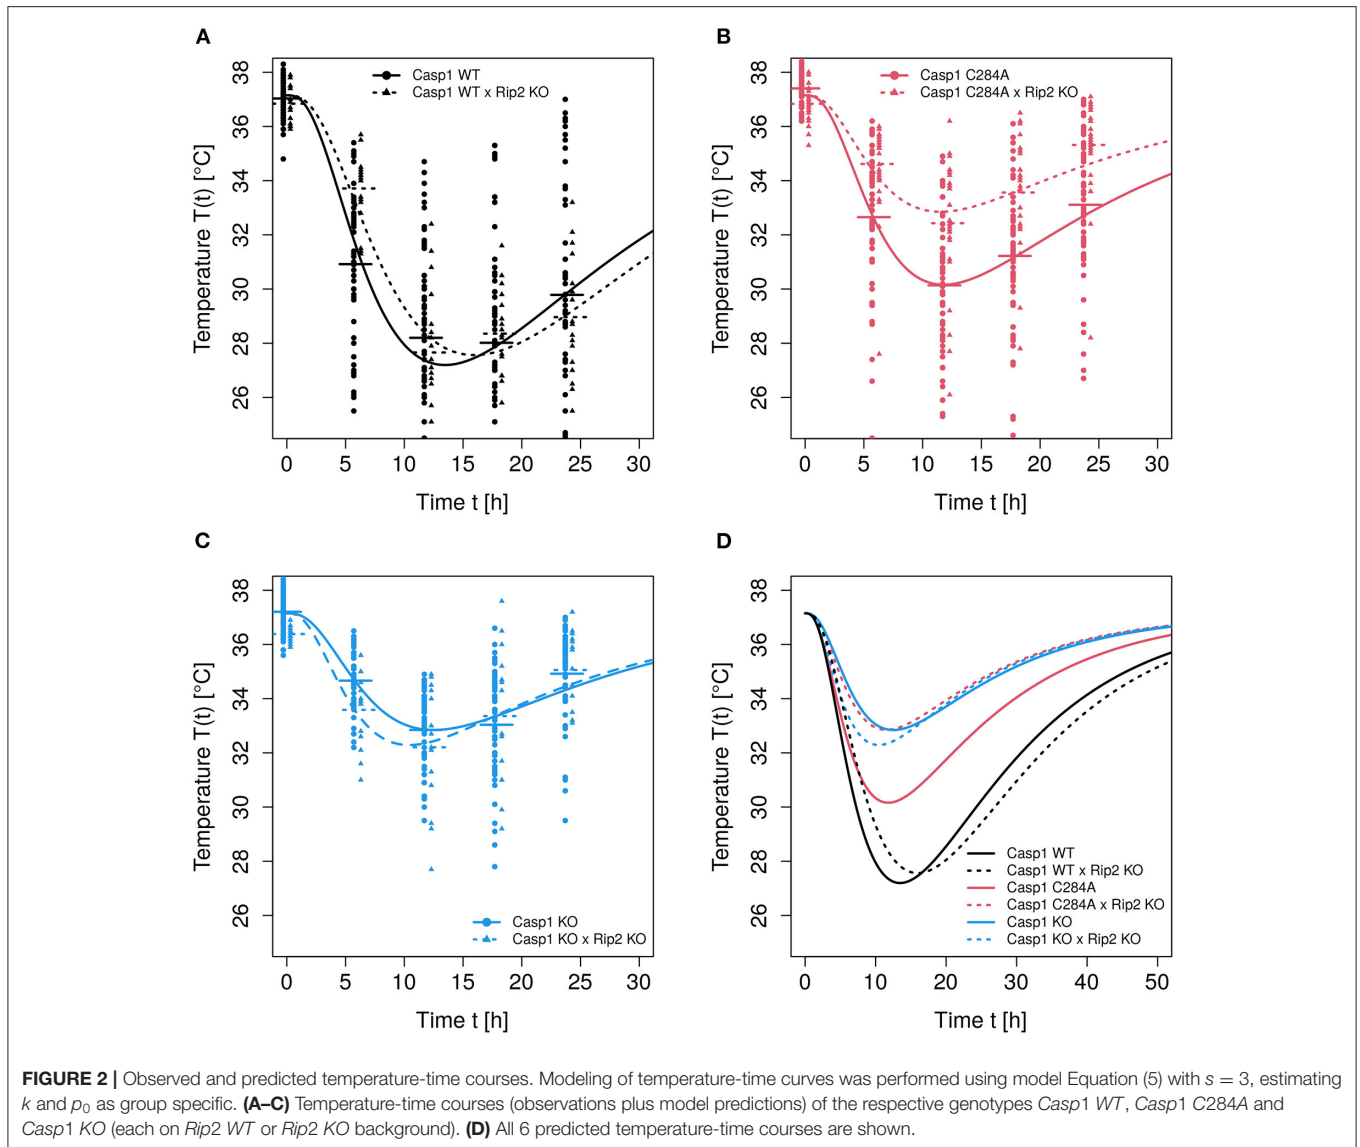 A
Casp1 WT
Casp1 WT x Rip2 KO
Temperature T(t) [°C]
38
36
34
32
30
28
26
0 5 10 15 20 25 30
Time t [h]
B
Casp1 C284A
Casp1 C284A x Rip2 KO
Temperature T(t) [°C]
38
36
34
32
30
28
26
0 5 10 15 20 25 30
Time t [h]
C
Temperature T(t) [°C]
38
36
34
32
30
28
26
Casp1 KO
Casp1 KO x Rip2 KO
0 5 10 15 20 25 30
Time t [h]
D
Temperature T(t) [°C]
38
36
34
32
30
28
26
Casp1 WT
Casp1 WT x Rip2 KO
Casp1 C284A
Casp1 C284A x Rip2 KO
Casp1 KO
Casp1 KO x Rip2 KO
0 10 20 30 40 50
Time t [h]
FIGURE 2 | Observed and predicted temperature-time courses. Modeling of temperature-time curves was performed using model Equation (5) with s = 3, estimating
k and p₀ as group specific. (A–C) Temperature-time courses (observations plus model predictions) of the respective genotypes Casp1 WT, Casp1 C284A and
Casp1 KO (each on Rip2 WT or Rip2 KO background). (D) All 6 predicted temperature-time courses are shown.